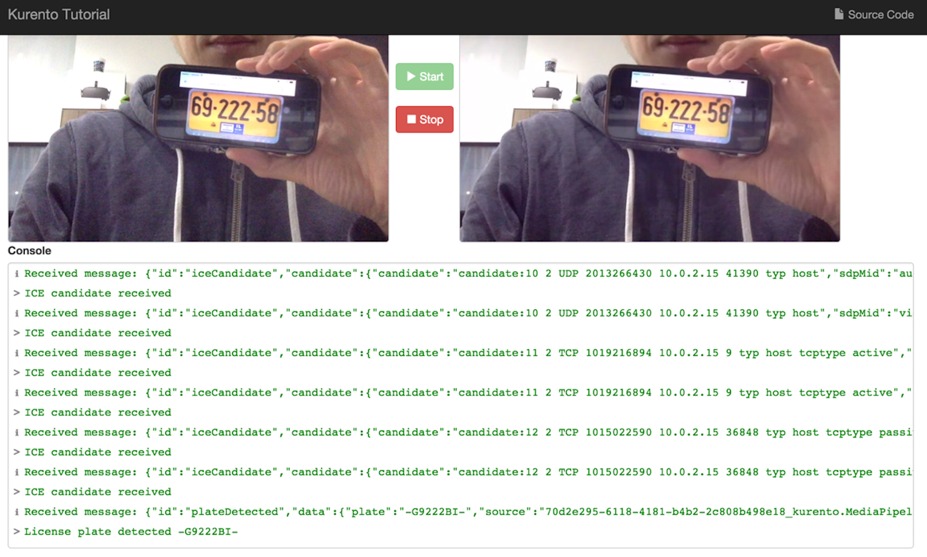 Kurento Tutorial
Source Code
69-222-58
Start
69-222-58
Stop
Console
i Received message: {"id":"iceCandidate","candidate":{"candidate":"candidate:10 2 UDP 2013266430 10.0.2.15 41390 typ host","sdpMid":"au
> ICE candidate received
i Received message: {"id":"iceCandidate","candidate":{"candidate":"candidate:10 2 UDP 2013266430 10.0.2.15 41390 typ host","sdpMid":"vi
> ICE candidate received
i Received message: {"id":"iceCandidate","candidate":{"candidate":"candidate:11 2 TCP 1019216894 10.0.2.15 9 typ host tcptype active","
> ICE candidate received
i Received message: {"id":"iceCandidate","candidate":{"candidate":"candidate:11 2 TCP 1019216894 10.0.2.15 9 typ host tcptype active","
> ICE candidate received
i Received message: {"id":"iceCandidate","candidate":{"candidate":"candidate:12 2 TCP 1015022590 10.0.2.15 36848 typ host tcptype passi
> ICE candidate received
i Received message: {"id":"iceCandidate","candidate":{"candidate":"candidate:12 2 TCP 1015022590 10.0.2.15 36848 typ host tcptype passi
> ICE candidate received
i Received message: {"id":"plateDetected","data":{"plate":"-G9222BI-","source":"70d2e295-6118-4181-b4b2-2c808b498e18_kurento.MediaPipel
> License plate detected -G9222BI-